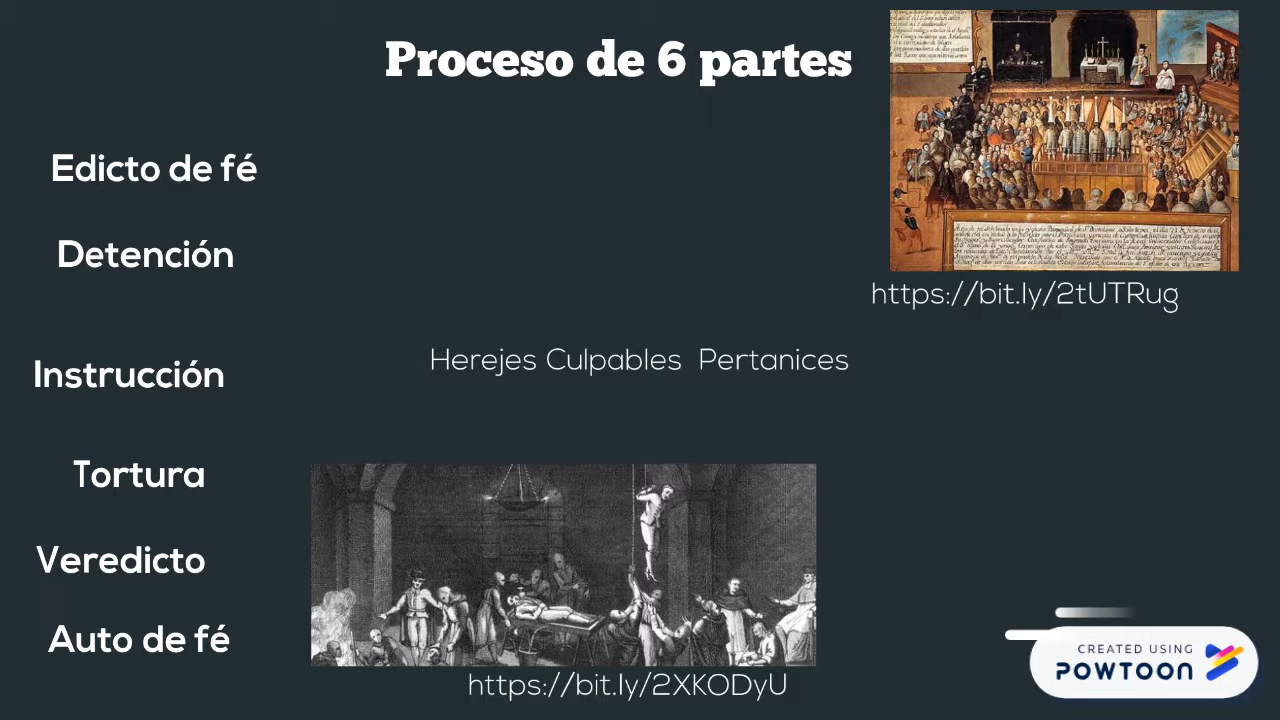 Proceso de 6 partes
Edicto de fé
Detención
https://bit.ly/2tUTRug
Instrucción
Herejes Culpables Pertanices
Tortura
Veredicto
Auto de fé
https://bit.ly/2XKODyU
CREATED USING
POWTOON